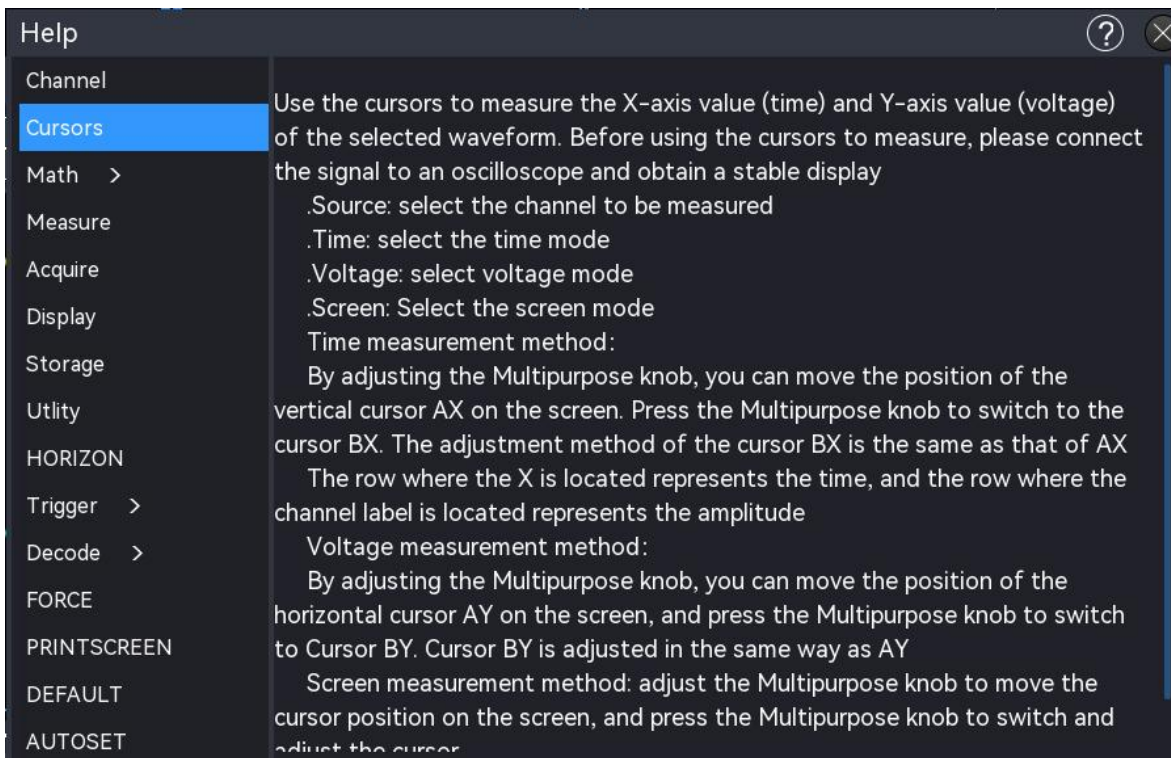 Help
?
Channel
Cursors
Math >
Measure
Acquire
Display
Storage
Utlity
HORIZON
Trigger >
Decode >
FORCE
PRINTSCREEN
DEFAULT
AUTOSET
Use the cursors to measure the X-axis value (time) and Y-axis value (voltage)
of the selected waveform. Before using the cursors to measure, please connect
the signal to an oscilloscope and obtain a stable display
.Source: select the channel to be measured
.Time: select the time mode
.Voltage: select voltage mode
.Screen: Select the screen mode
Time measurement method:
By adjusting the Multipurpose knob, you can move the position of the
vertical cursor AX on the screen. Press the Multipurpose knob to switch to the
cursor BX. The adjustment method of the cursor BX is the same as that of AX
The row where the X is located represents the time, and the row where the
channel label is located represents the amplitude
Voltage measurement method:
By adjusting the Multipurpose knob, you can move the position of the
horizontal cursor AY on the screen, and press the Multipurpose knob to switch
to Cursor BY. Cursor BY is adjusted in the same way as AY
Screen measurement method: adjust the Multipurpose knob to move the
cursor position on the screen, and press the Multipurpose knob to switch and
adjust the cursor